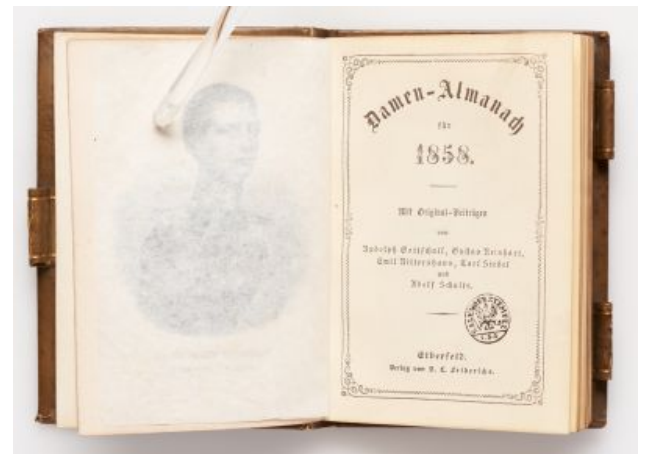 Damen-Almanach
für
1858.
Mit Original-Beiträgen
von
Rudolph Gottschall, Gustav Reinhart,
Emil Rittershaus, Carl Siebel
und
Adolf Schults.
Elberfeld.
Verlag von